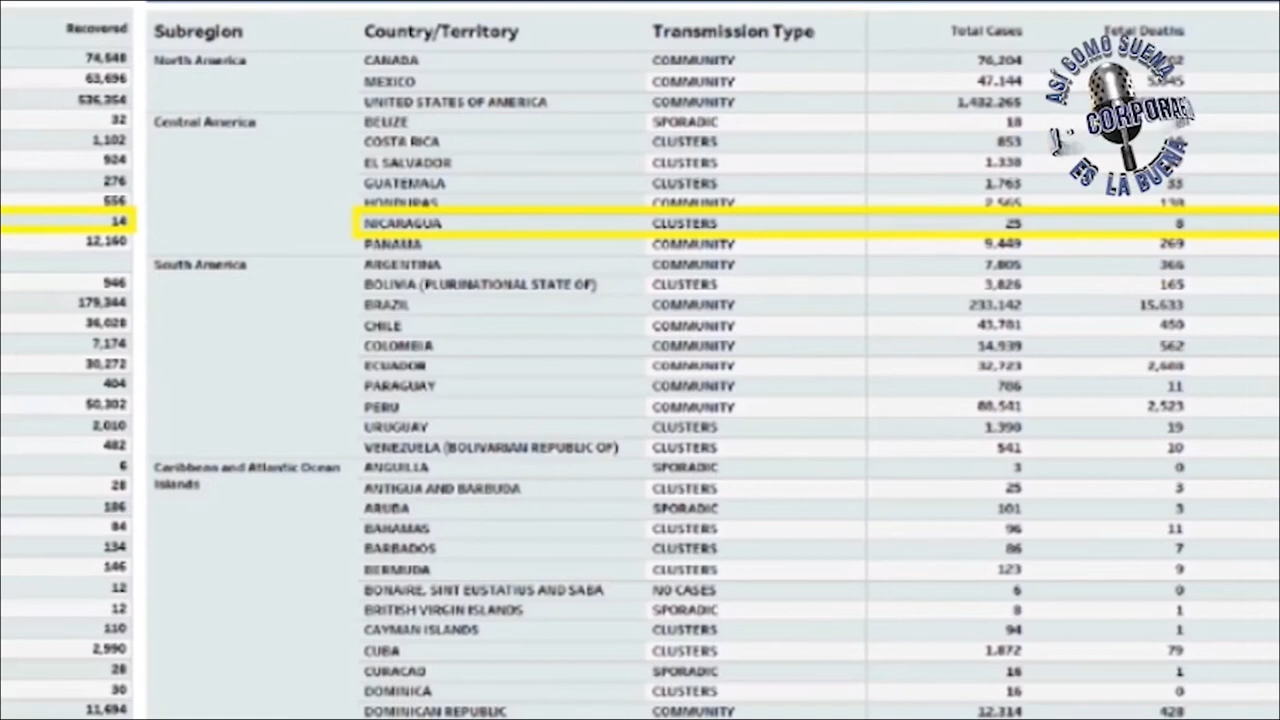 Recovered Subregion Country/Territory Transmission Type Total Cases Total Deaths
74,548 North America CANADA COMMUNITY 76,204
63,696 MEXICO COMMUNITY 47,144
536,354 UNITED STATES OF AMERICA COMMUNITY 1,432,265
32 Central America BELIZE SPORADIC 18
1,102 COSTA RICA CLUSTERS 853
924 EL SALVADOR CLUSTERS 1,338
276 GUATEMALA CLUSTERS 1,763 33
556 HONDURAS COMMUNITY 2,565 138
14 NICARAGUA CLUSTERS 25 8
12,160 PANAMA COMMUNITY 9,449 269
South America ARGENTINA COMMUNITY 7,805 366
946 BOLIVIA (PLURINATIONAL STATE OF) CLUSTERS 3,826 165
179,344 BRAZIL COMMUNITY 233,142 15,633
36,028 CHILE COMMUNITY 43,781 450
7,174 COLOMBIA COMMUNITY 14,939 562
30,272 ECUADOR COMMUNITY 32,723 2,688
404 PARAGUAY COMMUNITY 786 11
50,302 PERU COMMUNITY 88,541 2,523
2,010 URUGUAY CLUSTERS 1,390 19
482 VENEZUELA (BOLIVARIAN REPUBLIC OF) CLUSTERS 541 10
6 Caribbean and Atlantic Ocean ANGUILLA SPORADIC 3 0
28 Islands ANTIGUA AND BARBUDA CLUSTERS 25 3
186 ARUBA SPORADIC 101 3
84 BAHAMAS CLUSTERS 96 11
134 BARBADOS CLUSTERS 86 7
146 BERMUDA CLUSTERS 123 9
12 BONAIRE, SINT EUSTATIUS AND SABA NO CASES 6 0
12 BRITISH VIRGIN ISLANDS SPORADIC 8 1
110 CAYMAN ISLANDS CLUSTERS 94 1
2,990 CUBA CLUSTERS 1,872 79
28 CURACAO SPORADIC 16 1
30 DOMINICA CLUSTERS 16 0
11,694 DOMINICAN REPUBLIC COMMUNITY 12,314 428
ASÍ COMO SUENA
ES LA BUENA